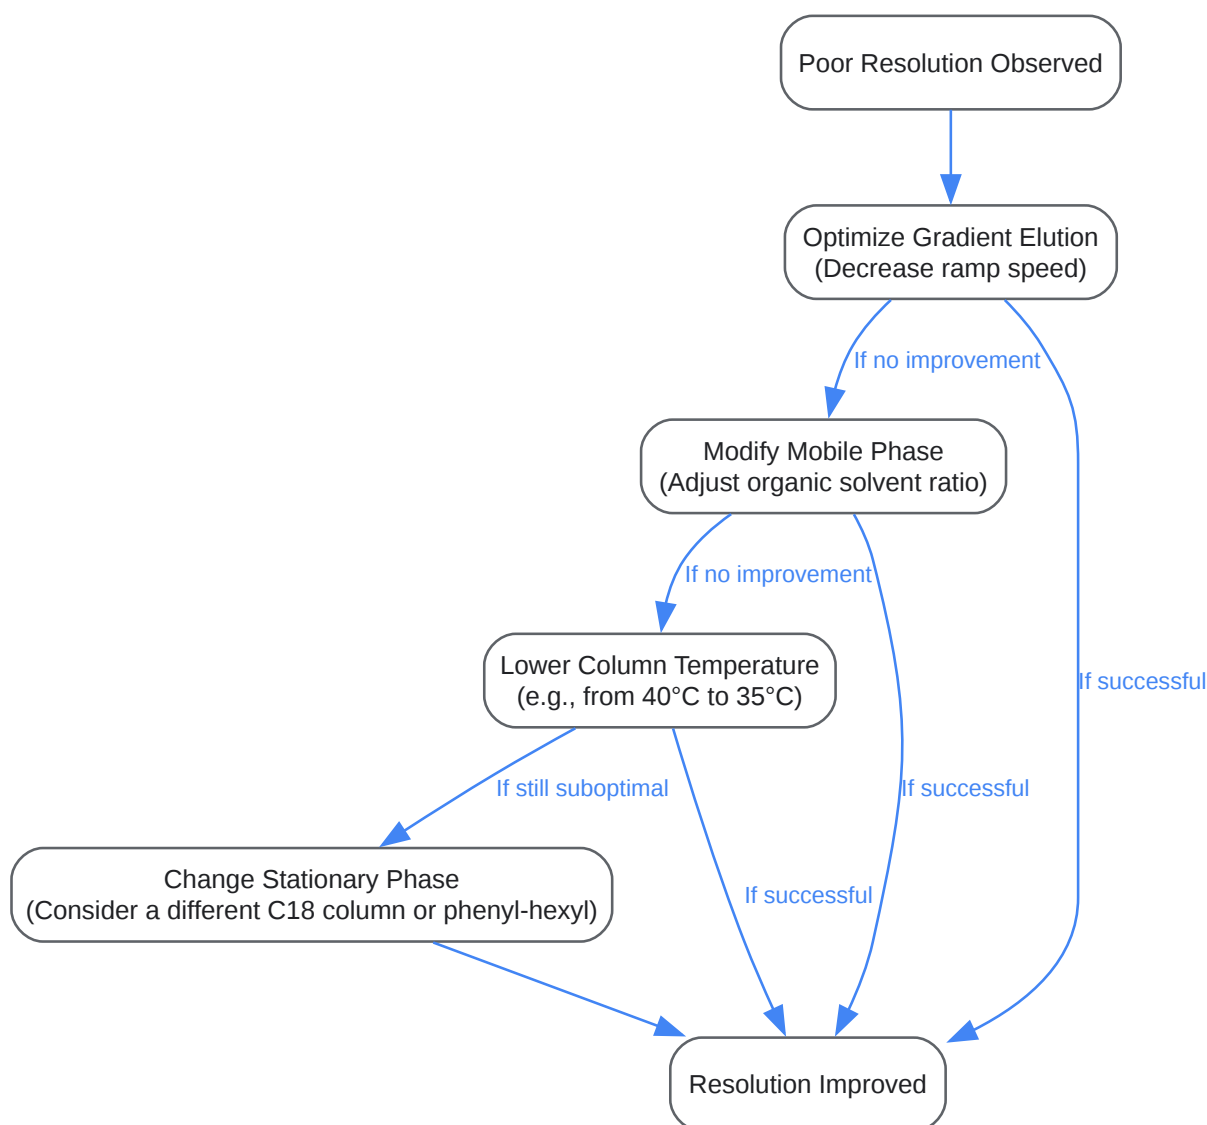 Poor Resolution Observed
Optimize Gradient Elution
(Decrease ramp speed)
If no improvement
Modify Mobile Phase
(Adjust organic solvent ratio)
If no improvement
Lower Column Temperature
(e.g., from 40°C to 35°C)
If successful
If still suboptimal
If successful
Change Stationary Phase
(Consider a different C18 column or phenyl-hexyl)
If successful
Resolution Improved